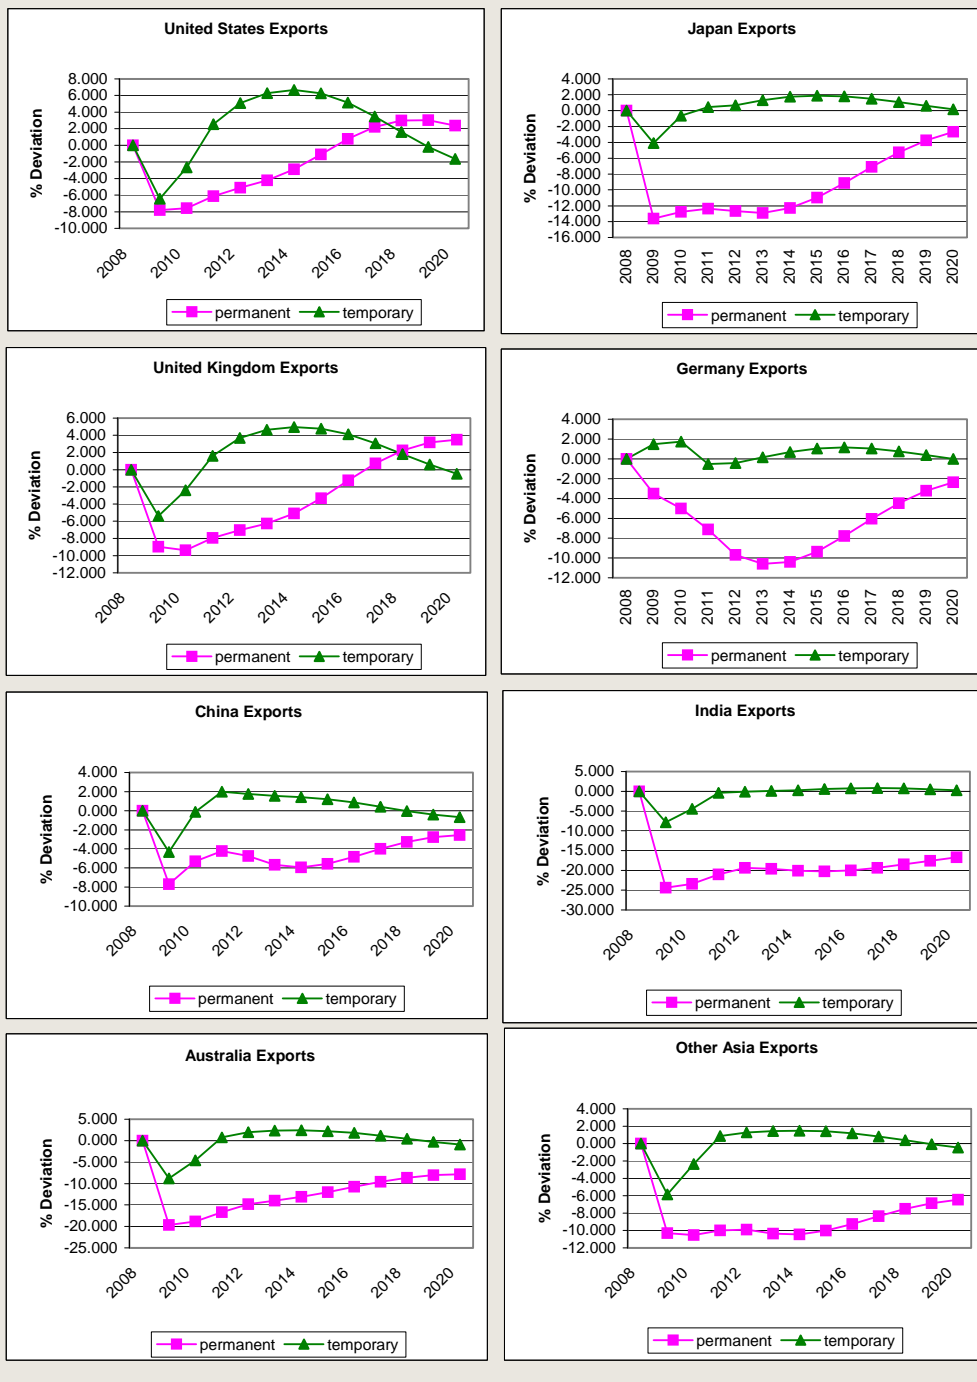 United States Exports
8.000
6.000
4.000
2.000
0.000
-2.000
-4.000
-6.000
-8.000
-10.000
% Deviation
2008 2010 2012 2014 2016 2018 2020
permanent temporary
Japan Exports
4.000
2.000
0.000
-2.000
-4.000
-6.000
-8.000
-10.000
-12.000
-14.000
-16.000
% Deviation
2008 2009 2010 2011 2012 2013 2014 2015 2016 2017 2018 2019 2020
permanent temporary
United Kingdom Exports
6.000
4.000
2.000
0.000
-2.000
-4.000
-6.000
-8.000
-10.000
-12.000
% Deviation
2008 2010 2012 2014 2016 2018 2020
permanent temporary
Germany Exports
4.000
2.000
0.000
-2.000
-4.000
-6.000
-8.000
-10.000
-12.000
% Deviation
2008 2009 2010 2011 2012 2013 2014 2015 2016 2017 2018 2019 2020
permanent temporary
China Exports
4.000
2.000
0.000
-2.000
-4.000
-6.000
-8.000
-10.000
% Deviation
2008 2010 2012 2014 2016 2018 2020
permanent temporary
India Exports
5.000
0.000
-5.000
-10.000
-15.000
-20.000
-25.000
-30.000
% Deviation
2008 2010 2012 2014 2016 2018 2020
permanent temporary
Australia Exports
5.000
0.000
-5.000
-10.000
-15.000
-20.000
-25.000
% Deviation
2008 2010 2012 2014 2016 2018 2020
permanent temporary
Other Asia Exports
4.000
2.000
0.000
-2.000
-4.000
-6.000
-8.000
-10.000
-12.000
% Deviation
2008 2010 2012 2014 2016 2018 2020
permanent temporary